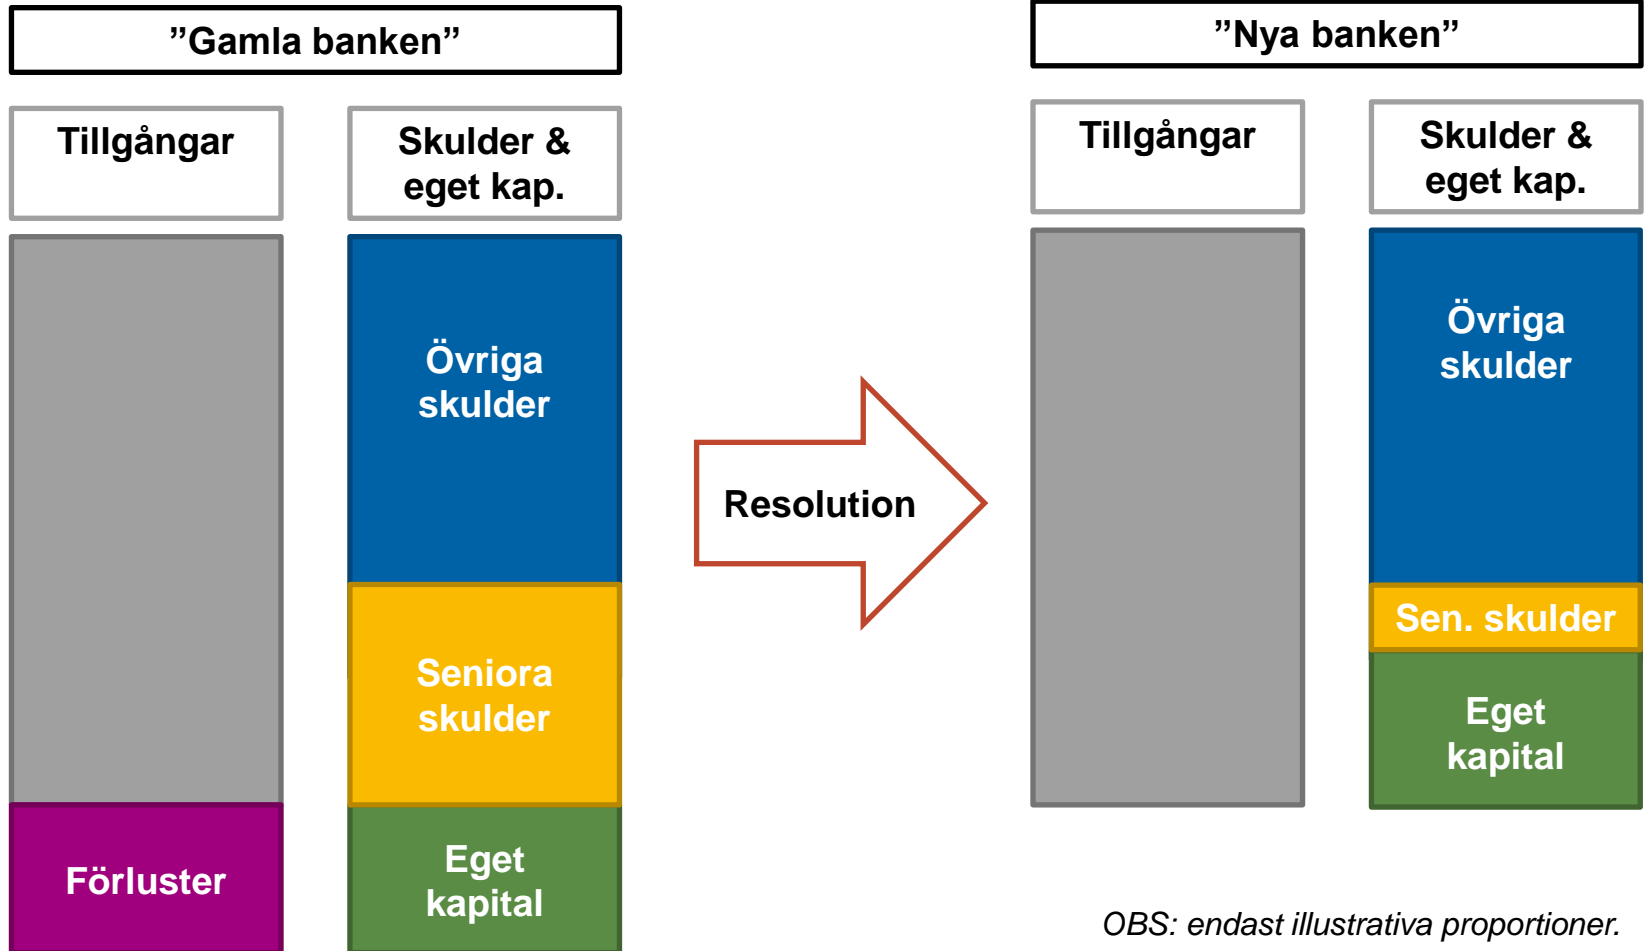 ”Gamla banken”
Tillgångar
Skulder &
eget kap.
Övriga
skulder
Seniora
skulder
Förluster
Eget
kapital
Resolution
”Nya banken”
Tillgångar
Skulder &
eget kap.
Övriga
skulder
Sen. skulder
Eget
kapital
OBS: endast illustrativa proportioner.